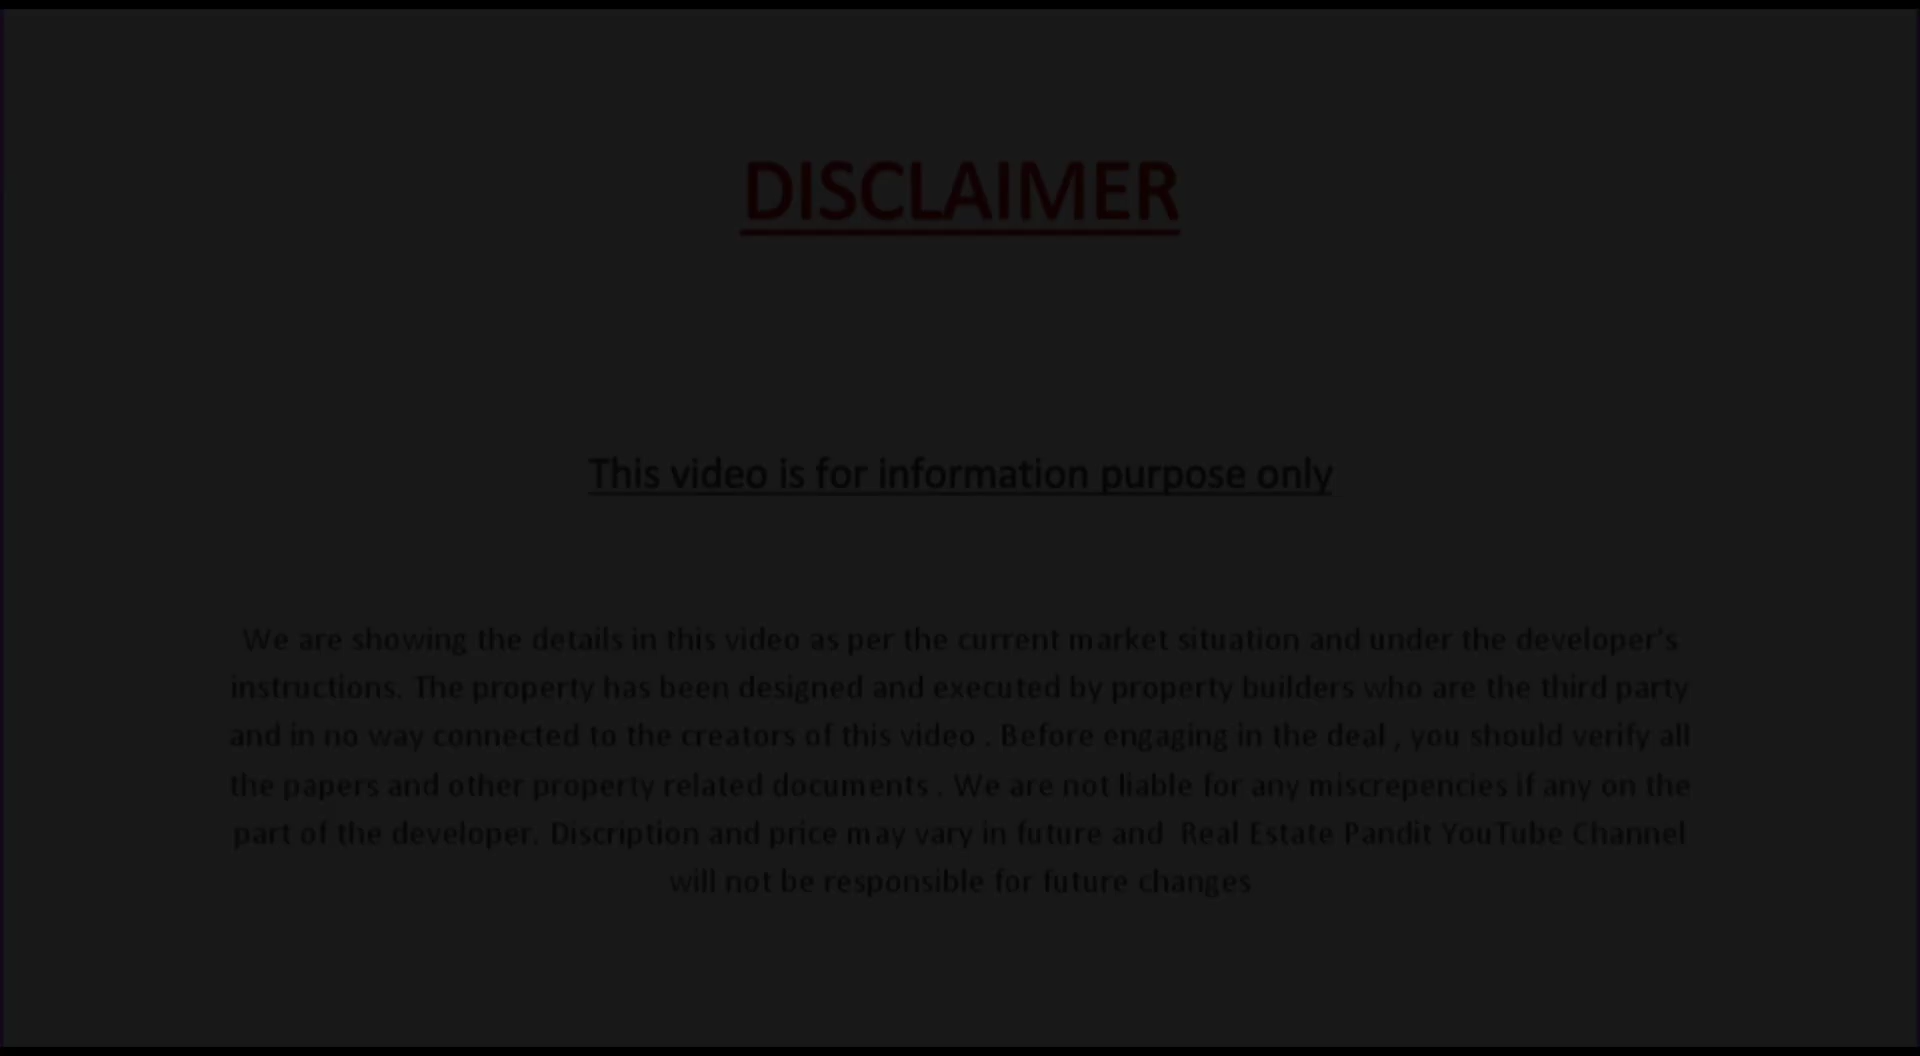 DISCLAIMER
This video is for information purpose only
We are showing the details in this video as per the current market situation and under the developer's
instructions. The property has been designed and executed by property builders who are the third party
and in no way connected to the creators of this video . Before engaging in the deal , you should verify all
the papers and other property related documents . We are not liable for any miscrepencies if any on the
part of the developer. Discription and price may vary in future and Real Estate Pandit YouTube Channel
will not be responsible for future changes